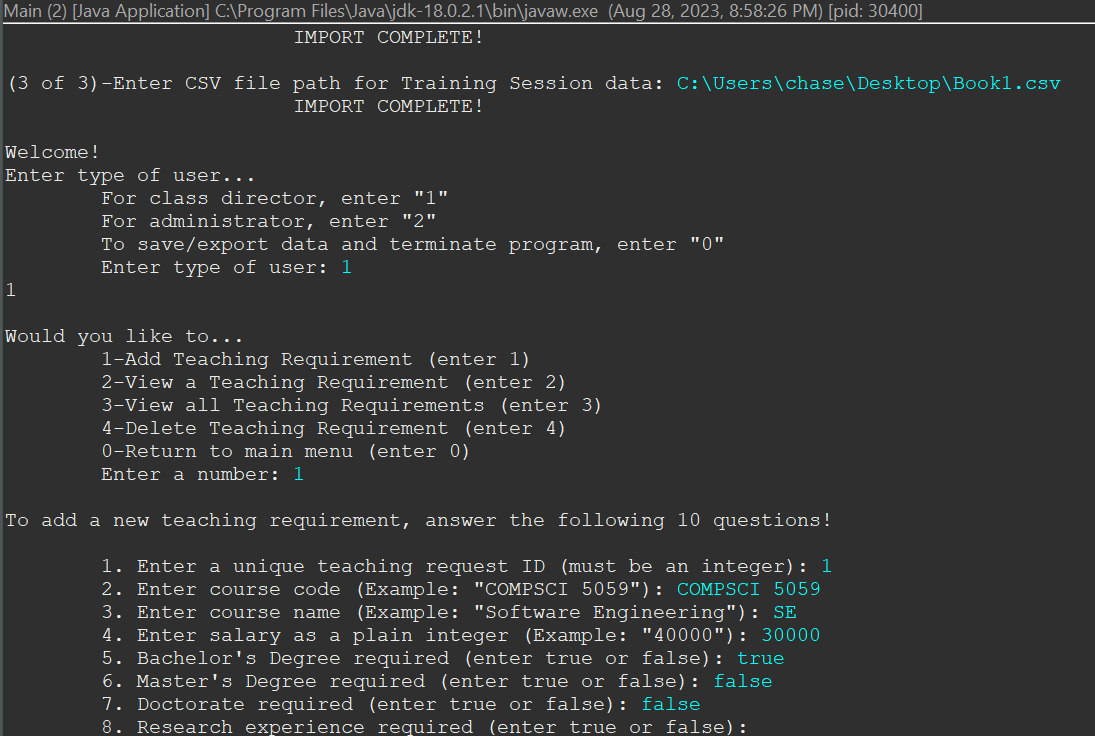 Main (2) [Java Application] C:\Program Files\Java\jdk-18.0.2.1\bin\javaw.exe (Aug 28, 2023, 8:58:26 PM) [pid: 30400]
IMPORT COMPLETE!
(3 of 3)-Enter CSV file path for Training Session data: C:\Users\chase\Desktop\Book1.csv
IMPORT COMPLETE!
Welcome!
Enter type of user...
For class director, enter "1"
For administrator, enter "2"
To save/export data and terminate program, enter "0"
Enter type of user: 1
1
Would you like to...
1-Add Teaching Requirement (enter 1)
2-View a Teaching Requirement (enter 2)
3-View all Teaching Requirements (enter 3)
4-Delete Teaching Requirement (enter 4)
0-Return to main menu (enter 0)
Enter a number: 1
To add a new teaching requirement, answer the following 10 questions!
1. Enter a unique teaching request ID (must be an integer): 1
2. Enter course code (Example: "COMPSCI 5059"): COMPSCI 5059
3. Enter course name (Example: "Software Engineering"): SE
4. Enter salary as a plain integer (Example: "40000"): 30000
5. Bachelor's Degree required (enter true or false): true
6. Master's Degree required (enter true or false): false
7. Doctorate required (enter true or false): false
8. Research experience required (enter true or false):